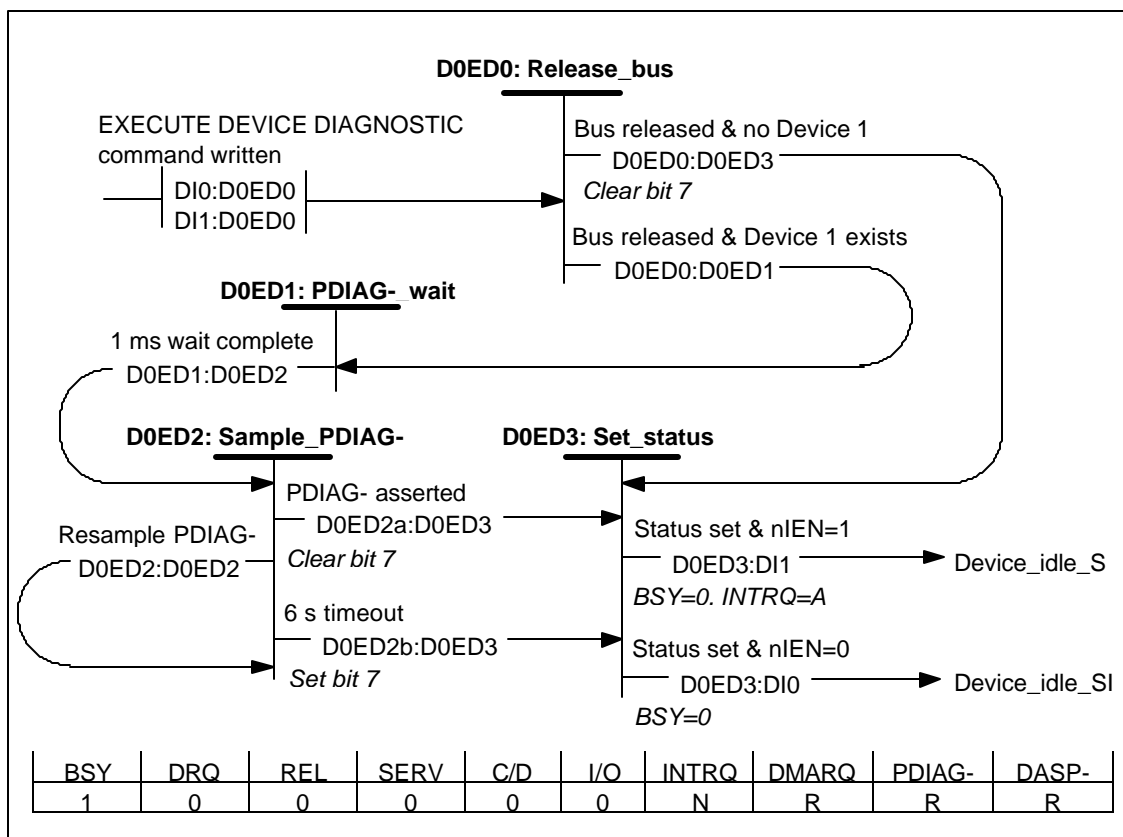 D0ED0: Release_bus
EXECUTE DEVICE DIAGNOSTIC
command written
DI0:D0ED0
DI1:D0ED0
Bus released & no Device 1
D0ED0:D0ED3
Clear bit 7
Bus released & Device 1 exists
D0ED0:D0ED1
D0ED1: PDIAG-_wait
1 ms wait complete
D0ED1:D0ED2
D0ED2: Sample_PDIAG-
D0ED3: Set_status
PDIAG- asserted
D0ED2a:D0ED3
Clear bit 7
Resample PDIAG-
D0ED2:D0ED2
6 s timeout
D0ED2b:D0ED3
Set bit 7
Status set & nIEN=1
D0ED3:DI1
Device_idle_S
BSY=0. INTRQ=A
Status set & nIEN=0
D0ED3:DI0
Device_idle_SI
BSY=0
BSY DRQ REL SERV C/D I/O INTRQ DMARQ PDIAG- DASP-
1 0 0 0 0 0 N R R R